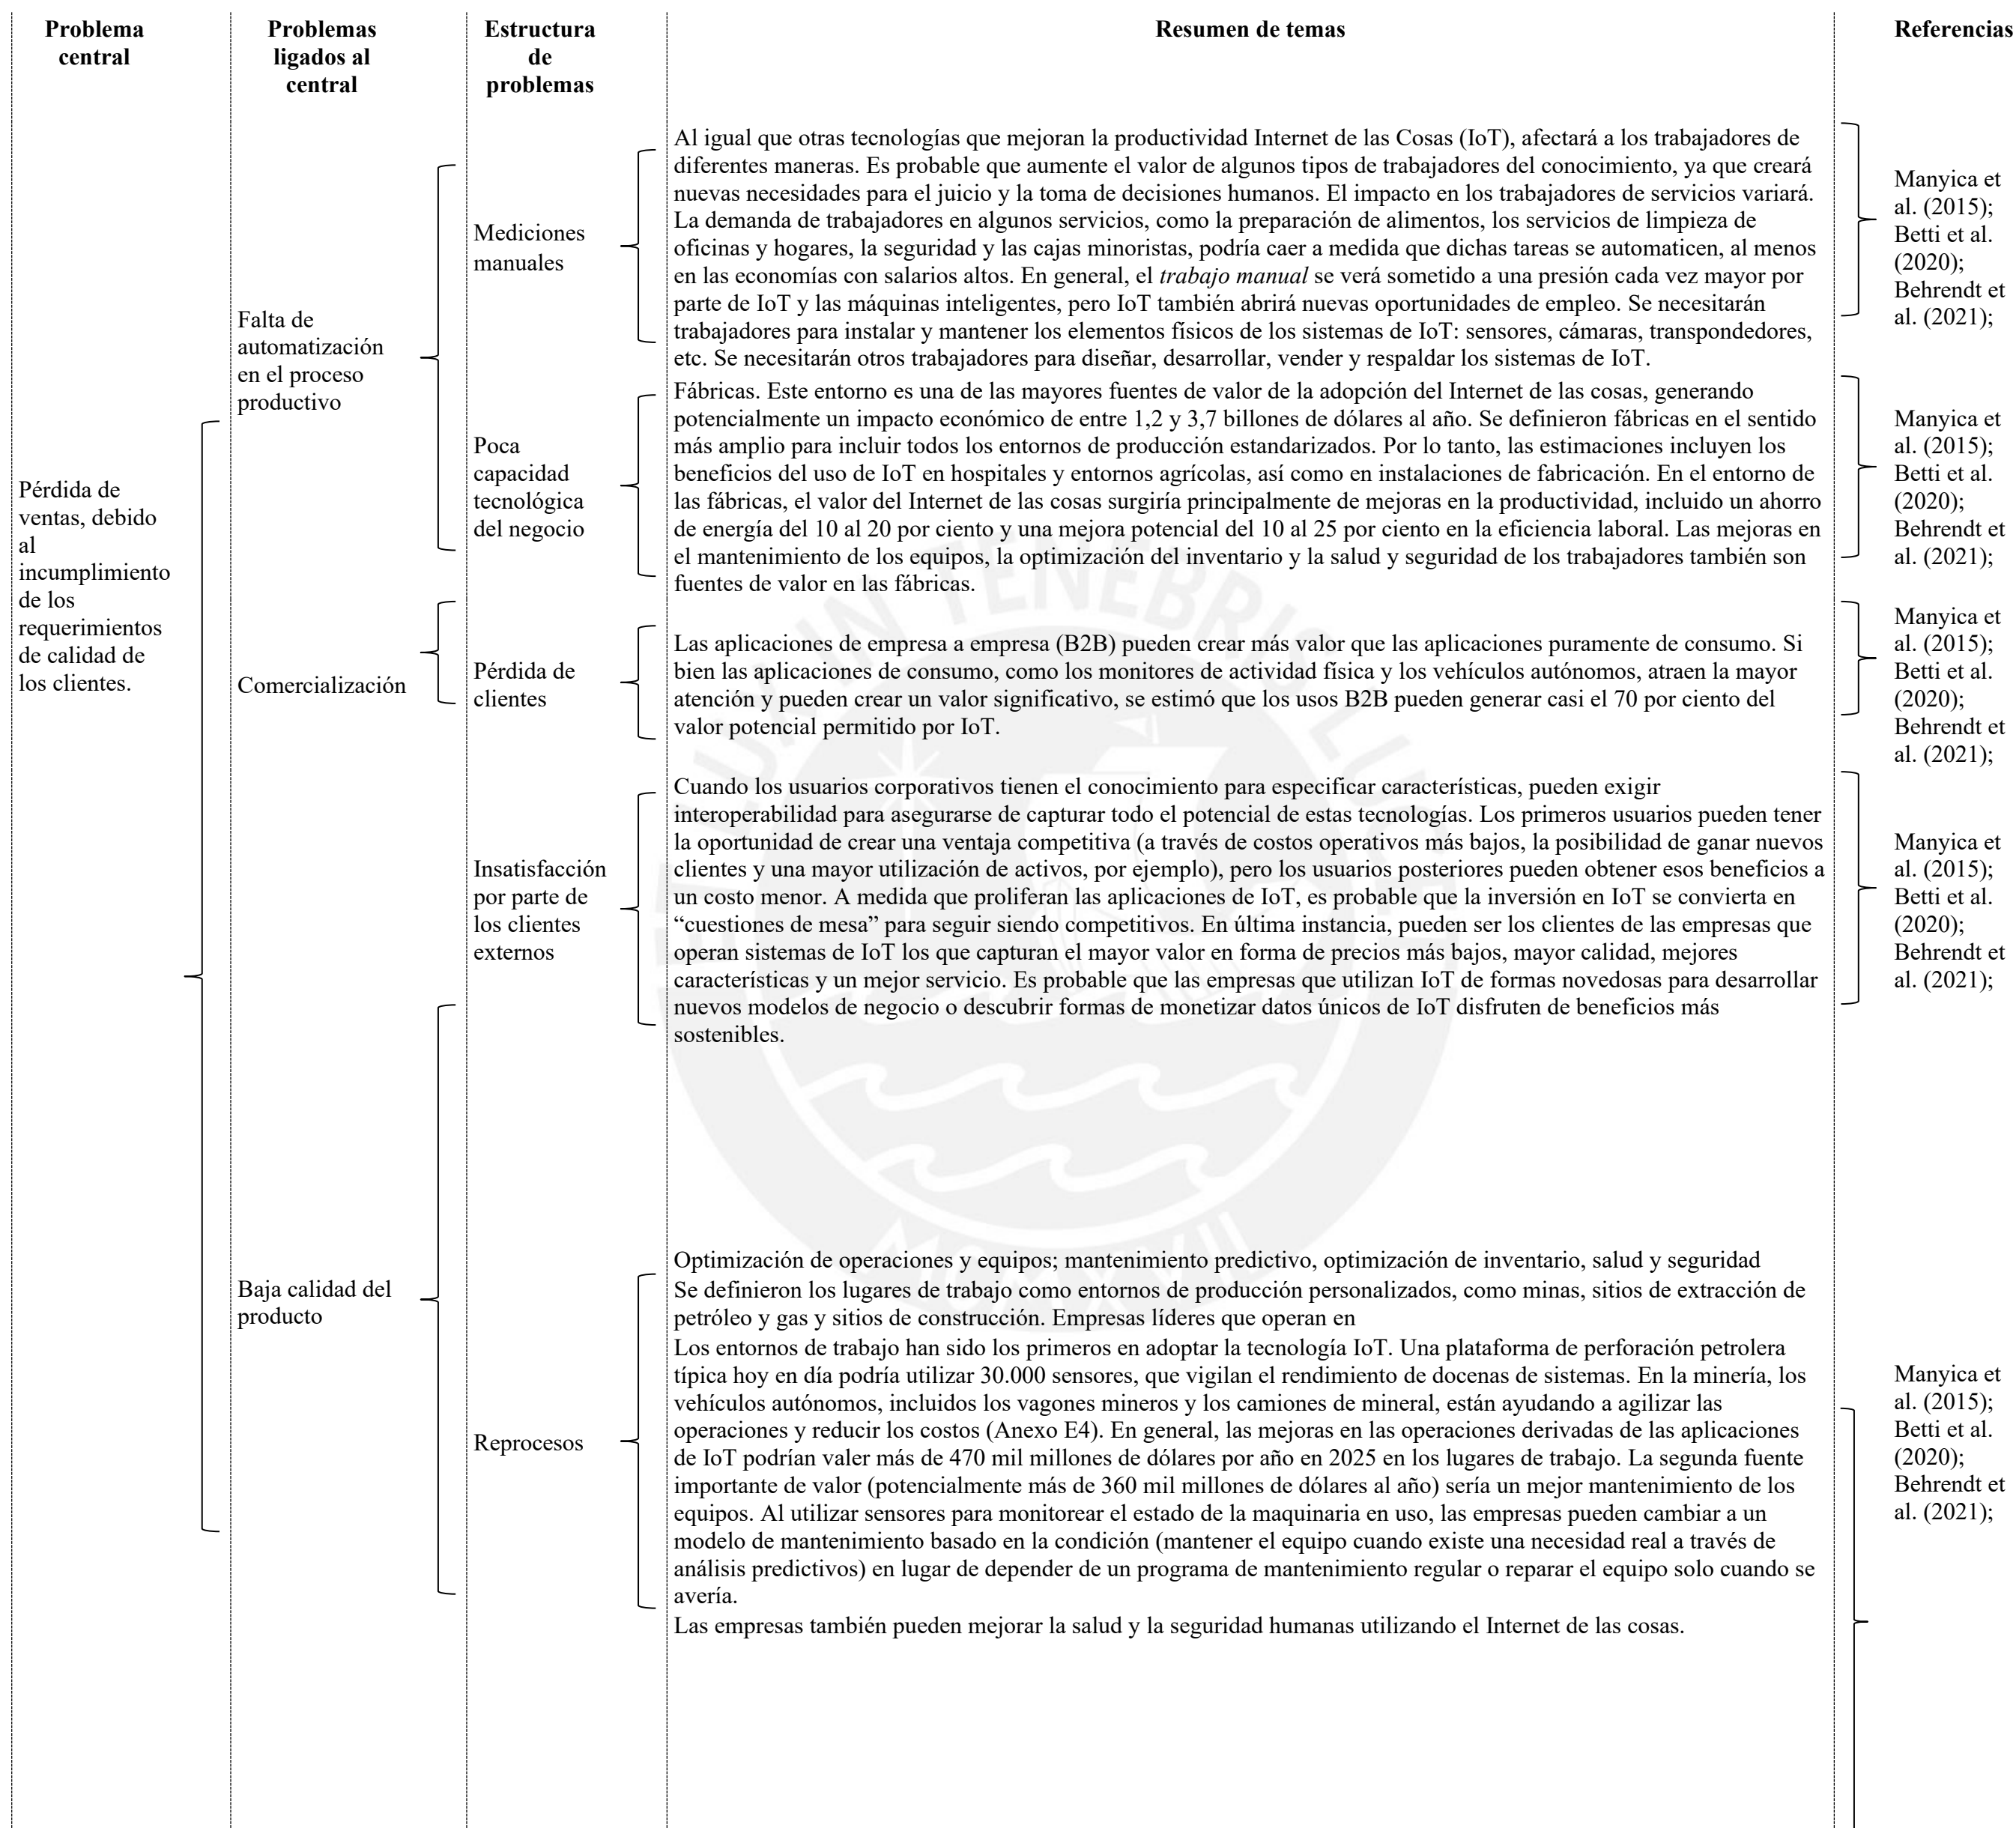 Problema
central
Problemas
ligados al
central
Estructura
de
problemas
Resumen de temas
Referencias
Pérdida de
ventas, debido
al
incumplimiento
de los
requerimientos
de calidad de
los clientes.
Falta de
automatización
en el proceso
productivo
Mediciones
manuales
Al igual que otras tecnologías que mejoran la productividad Internet de las Cosas (IoT), afectará a los trabajadores de
diferentes maneras. Es probable que aumente el valor de algunos tipos de trabajadores del conocimiento, ya que creará
nuevas necesidades para el juicio y la toma de decisiones humanos. El impacto en los trabajadores de servicios variará.
La demanda de trabajadores en algunos servicios, como la preparación de alimentos, los servicios de limpieza de
oficinas y hogares, la seguridad y las cajas minoristas, podría caer a medida que dichas tareas se automaticen, al menos
en las economías con salarios altos. En general, el trabajo manual se verá sometido a una presión cada vez mayor por
parte de IoT y las máquinas inteligentes, pero IoT también abrirá nuevas oportunidades de empleo. Se necesitarán
trabajadores para instalar y mantener los elementos físicos de los sistemas de IoT: sensores, cámaras, transpondedores,
etc. Se necesitarán otros trabajadores para diseñar, desarrollar, vender y respaldar los sistemas de IoT.
Manyica et
al. (2015);
Betti et al.
(2020);
Behrendt et
al. (2021);
Poca
capacidad
tecnológica
del negocio
Fábricas. Este entorno es una de las mayores fuentes de valor de la adopción del Internet de las cosas, generando
potencialmente un impacto económico de entre 1,2 y 3,7 billones de dólares al año. Se definieron fábricas en el sentido
más amplio para incluir todos los entornos de producción estandarizados. Por lo tanto, las estimaciones incluyen los
beneficios del uso de IoT en hospitales y entornos agrícolas, así como en instalaciones de fabricación. En el entorno de
las fábricas, el valor del Internet de las cosas surgiría principalmente de mejoras en la productividad, incluido un ahorro
de energía del 10 al 20 por ciento y una mejora potencial del 10 al 25 por ciento en la eficiencia laboral. Las mejoras en
el mantenimiento de los equipos, la optimización del inventario y la salud y seguridad de los trabajadores también son
fuentes de valor en las fábricas.
Manyica et
al. (2015);
Betti et al.
(2020);
Behrendt et
al. (2021);
Comercialización
Pérdida de
clientes
Las aplicaciones de empresa a empresa (B2B) pueden crear más valor que las aplicaciones puramente de consumo. Si
bien las aplicaciones de consumo, como los monitores de actividad física y los vehículos autónomos, atraen la mayor
atención y pueden crear un valor significativo, se estimó que los usos B2B pueden generar casi el 70 por ciento del
valor potencial permitido por IoT.
Manyica et
al. (2015);
Betti et al.
(2020);
Behrendt et
al. (2021);
Baja calidad del
producto
Insatisfacción
por parte de
los clientes
externos
Cuando los usuarios corporativos tienen el conocimiento para especificar características, pueden exigir
interoperabilidad para asegurarse de capturar todo el potencial de estas tecnologías. Los primeros usuarios pueden tener
la oportunidad de crear una ventaja competitiva (a través de costos operativos más bajos, la posibilidad de ganar nuevos
clientes y una mayor utilización de activos, por ejemplo), pero los usuarios posteriores pueden obtener esos beneficios a
un costo menor. A medida que proliferan las aplicaciones de IoT, es probable que la inversión en IoT se convierta en
“cuestiones de mesa” para seguir siendo competitivos. En última instancia, pueden ser los clientes de las empresas que
operan sistemas de IoT los que capturan el mayor valor en forma de precios más bajos, mayor calidad, mejores
características y un mejor servicio. Es probable que las empresas que utilizan IoT de formas novedosas para desarrollar
nuevos modelos de negocio o descubrir formas de monetizar datos únicos de IoT disfruten de beneficios más
sostenibles.
Manyica et
al. (2015);
Betti et al.
(2020);
Behrendt et
al. (2021);
Reprocesos
Optimización de operaciones y equipos; mantenimiento predictivo, optimización de inventario, salud y seguridad
Se definieron los lugares de trabajo como entornos de producción personalizados, como minas, sitios de extracción de
petróleo y gas y sitios de construcción. Empresas líderes que operan en
Los entornos de trabajo han sido los primeros en adoptar la tecnología IoT. Una plataforma de perforación petrolera
típica hoy en día podría utilizar 30.000 sensores, que vigilan el rendimiento de docenas de sistemas. En la minería, los
vehículos autónomos, incluidos los vagones mineros y los camiones de mineral, están ayudando a agilizar las
operaciones y reducir los costos (Anexo E4). En general, las mejoras en las operaciones derivadas de las aplicaciones
de IoT podrían valer más de 470 mil millones de dólares por año en 2025 en los lugares de trabajo. La segunda fuente
importante de valor (potencialmente más de 360 mil millones de dólares al año) sería un mejor mantenimiento de los
equipos. Al utilizar sensores para monitorear el estado de la maquinaria en uso, las empresas pueden cambiar a un
modelo de mantenimiento basado en la condición (mantener el equipo cuando existe una necesidad real a través de
análisis predictivos) en lugar de depender de un programa de mantenimiento regular o reparar el equipo solo cuando se
avería.
Las empresas también pueden mejorar la salud y la seguridad humanas utilizando el Internet de las cosas.
Manyica et
al. (2015);
Betti et al.
(2020);
Behrendt et
al. (2021);